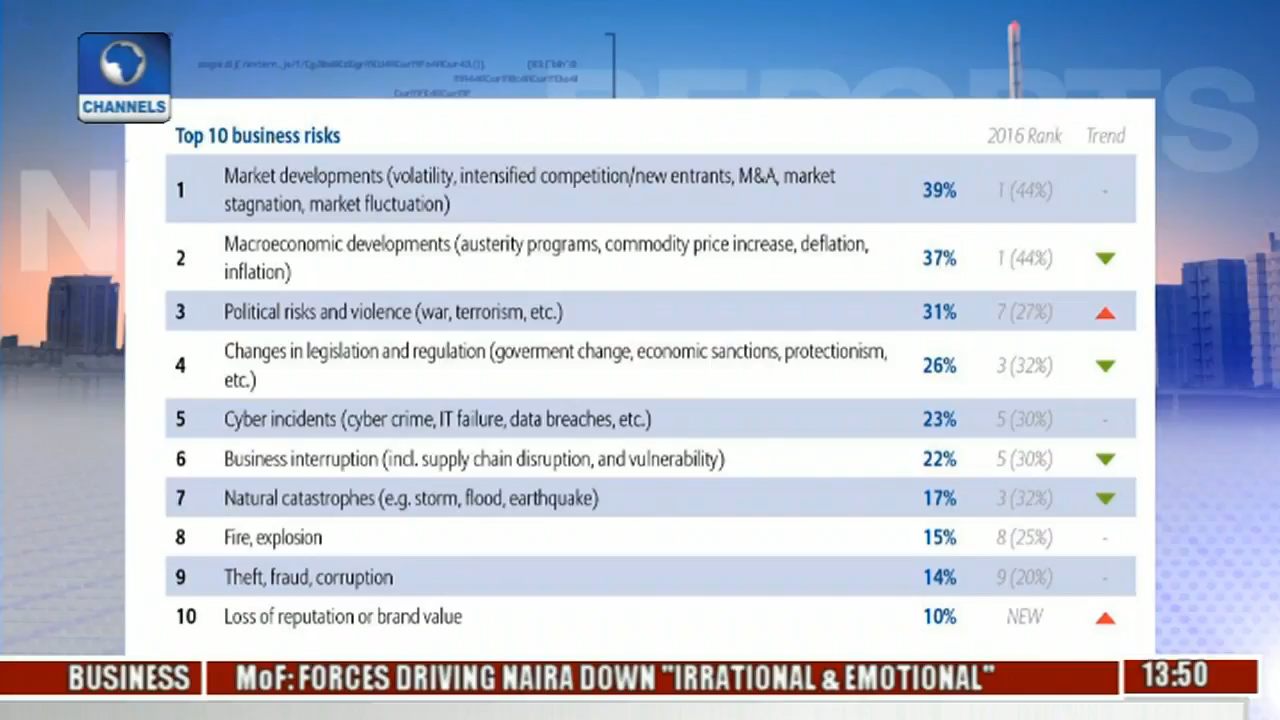 CHANNELS
REPORTS
Top 10 business risks 2016 Rank Trend
1 Market developments (volatility, intensified competition/new entrants, M&A, market
stagnation, market fluctuation) 39% 1 (44%) -
2 Macroeconomic developments (austerity programs, commodity price increase, deflation,
inflation) 37% 1 (44%)
3 Political risks and violence (war, terrorism, etc.) 31% 7 (27%)
4 Changes in legislation and regulation (goverment change, economic sanctions, protectionism,
etc.) 26% 3 (32%)
5 Cyber incidents (cyber crime, IT failure, data breaches, etc.) 23% 5 (30%) -
6 Business interruption (incl. supply chain disruption, and vulnerability) 22% 5 (30%)
7 Natural catastrophes (e.g. storm, flood, earthquake) 17% 3 (32%)
8 Fire, explosion 15% 8 (25%) -
9 Theft, fraud, corruption 14% 9 (20%) -
10 Loss of reputation or brand value 10% NEW
BUSINESS MoF: FORCES DRIVING NAIRA DOWN "IRRATIONAL & EMOTIONAL" 13:50